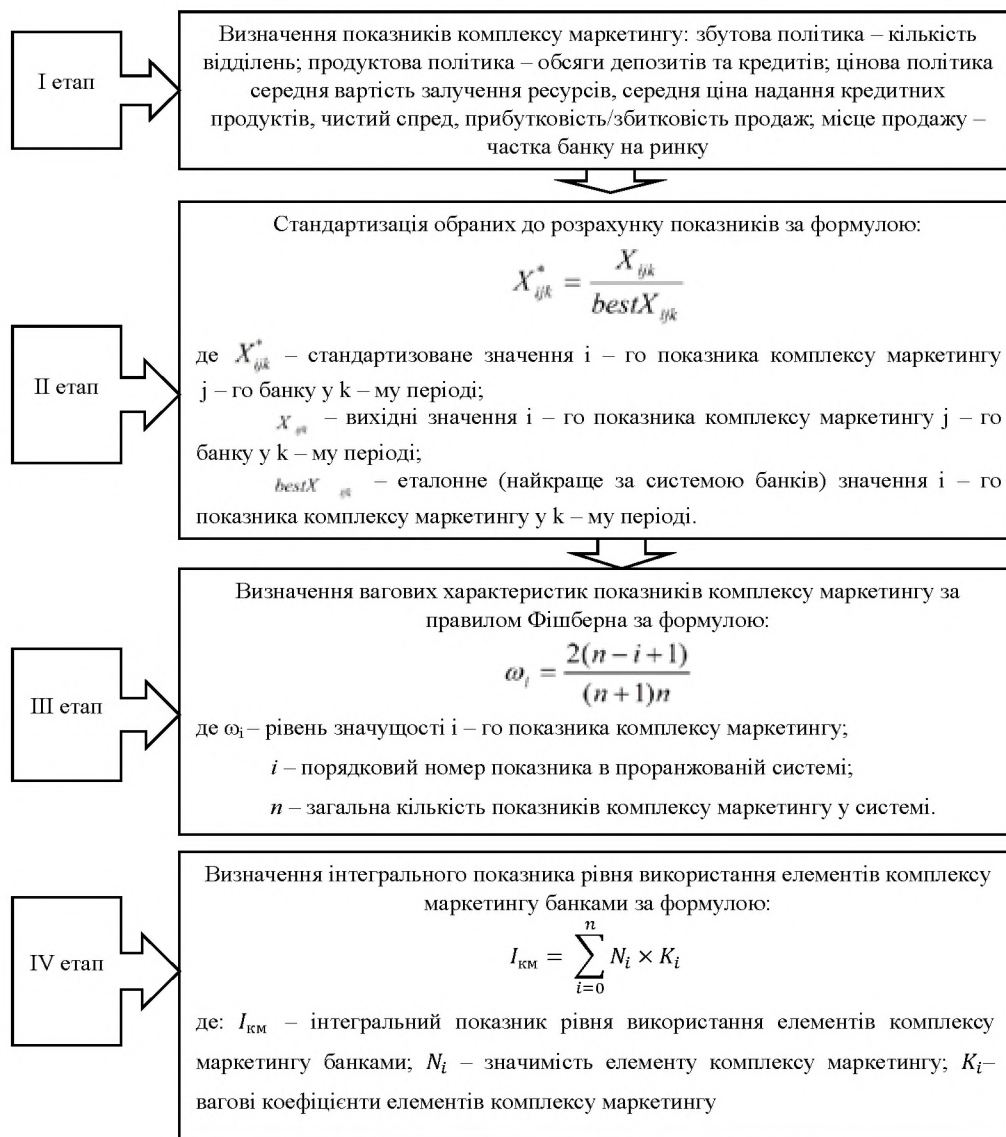 I етап
Визначення показників комплексу маркетингу: збутова політика – кількість
відділень; продуктова політика – обсяги депозитів та кредитів; цінова політика
середня вартість залучення ресурсів, середня ціна надання кредитних
продуктів, чистий спред, прибутковість/збитковість продаж; місце продажу –
частка банку на ринку
II етап
Стандартизація обраних до розрахунку показників за формулою:
X*ijk = Xijk / bestXijk
де X*ijk – стандартизоване значення i – го показника комплексу маркетингу
j – го банку у k – му періоді;
Xijk – вихідні значення i – го показника комплексу маркетингу j – го
банку у k – му періоді;
bestXijk – еталонне (найкраще за системою банків) значення i – го
показника комплексу маркетингу у k – му періоді.
III етап
Визначення вагових характеристик показників комплексу маркетингу за
правилом Фішберна за формулою:
ωi = 2(n − i + 1) / (n + 1)n
де ωi – рівень значущості i – го показника комплексу маркетингу;
i – порядковий номер показника в проранжованій системі;
n – загальна кількість показників комплексу маркетингу у системі.
IV етап
Визначення інтегрального показника рівня використання елементів комплексу
маркетингу банками за формулою:
Iкм = ∑ n i=0 Ni × Ki
де: Iкм – інтегральний показник рівня використання елементів комплексу
маркетингу банками; Ni – значимість елементу комплексу маркетингу; Ki–
вагові коефіцієнти елементів комплексу маркетингу